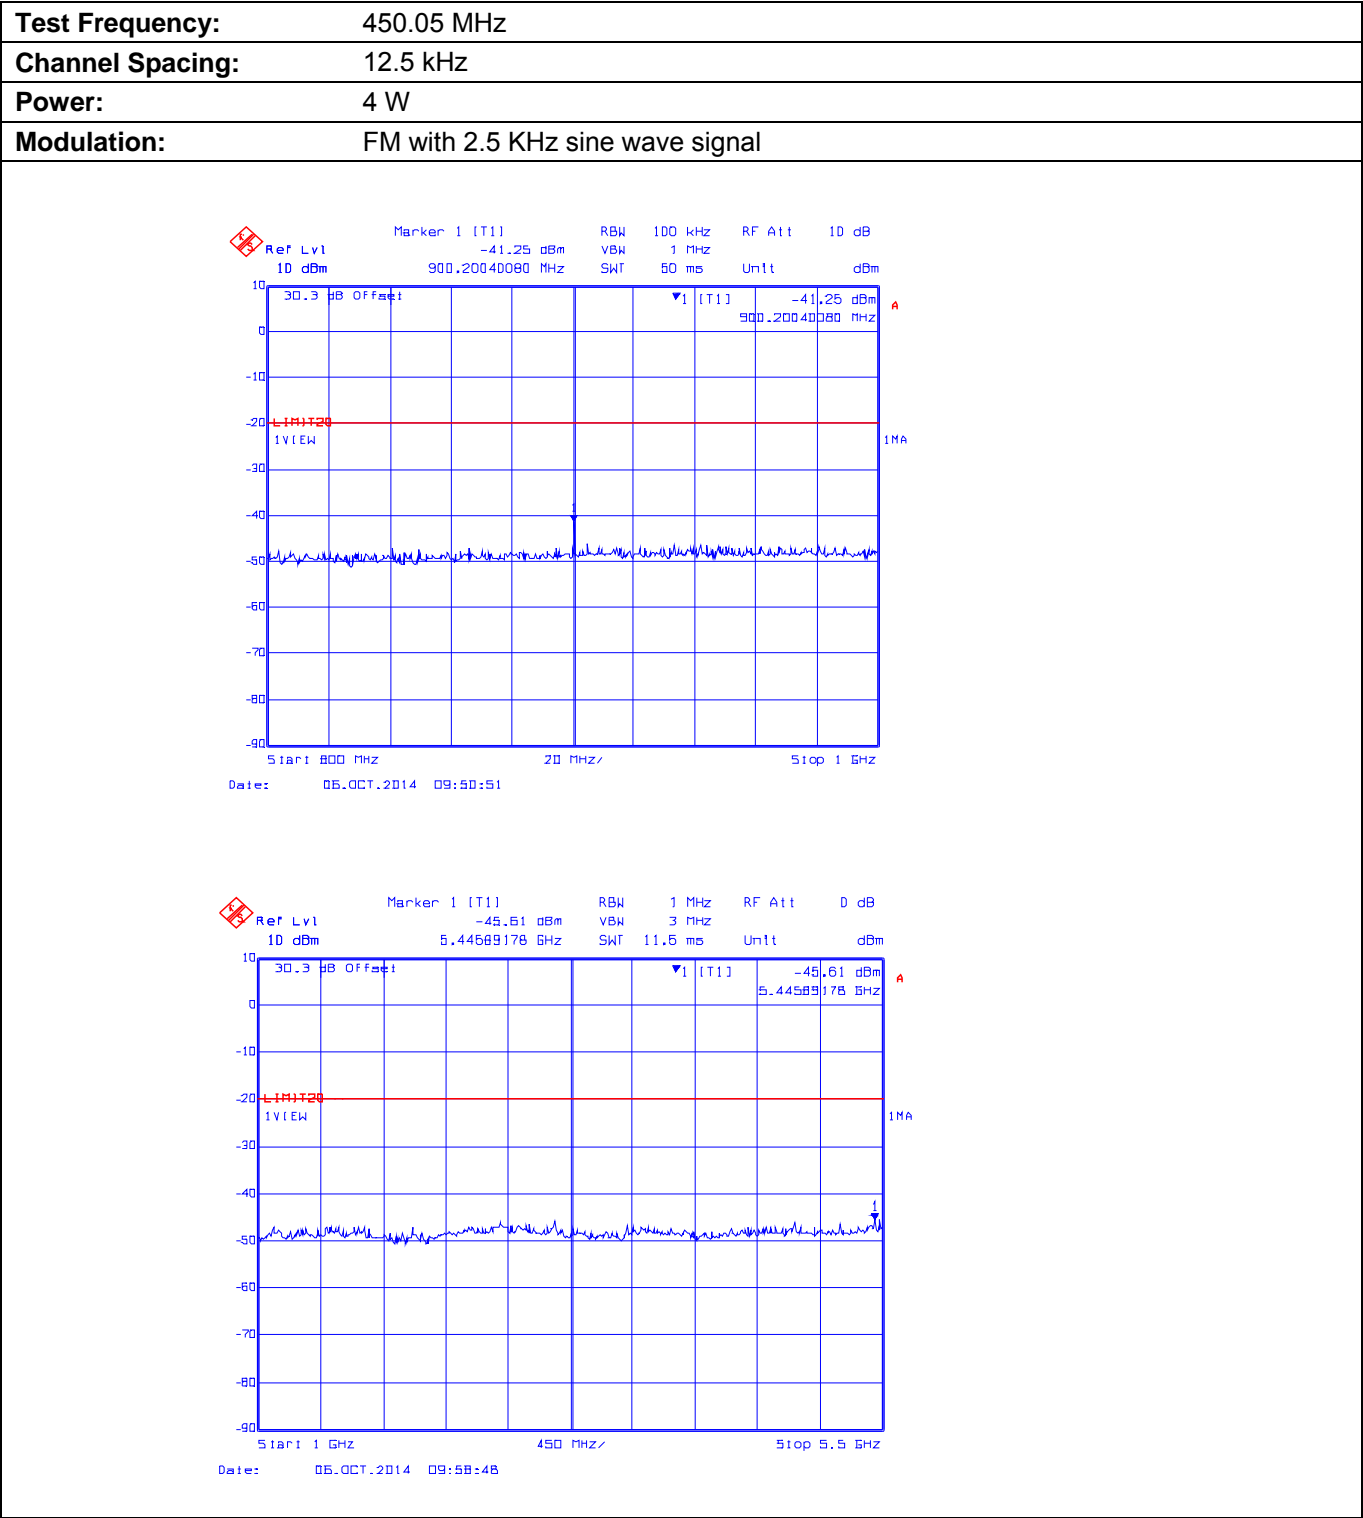 Test Frequency: 450.05 MHz
Channel Spacing: 12.5 kHz
Power: 4 W
Modulation: FM with 2.5 KHz sine wave signal
Marker 1 [T1] RBW 100 kHz RF Att 10 dB
Ref Lvl -41.25 dBm VBW 1 MHz
10 dBm 900.20040080 MHz SWT 50 ms Unit dBm
10
30.3 dB Offset 1 [T1] -41.25 dBm
A
900.20040080 MHz
0
-10
-20 LIMIT20
1VIEW 1MA
-30
1
-40
-50
-60
-70
-80
-90
Start 800 MHz 20 MHz/ Stop 1 GHz
Date: 06.OCT.2014 09:50:51
Marker 1 [T1] RBW 1 MHz RF Att 0 dB
Ref Lvl -45.61 dBm VBW 3 MHz
10 dBm 5.44589178 GHz SWT 11.5 ms Unit dBm
10
30.3 dB Offset 1 [T1] -45.61 dBm
A
5.44589178 GHz
0
-10
-20 LIMIT20
1VIEW 1MA
-30
-40
1
-50
-60
-70
-80
-90
Start 1 GHz 450 MHz/ Stop 5.5 GHz
Date: 06.OCT.2014 09:58:48